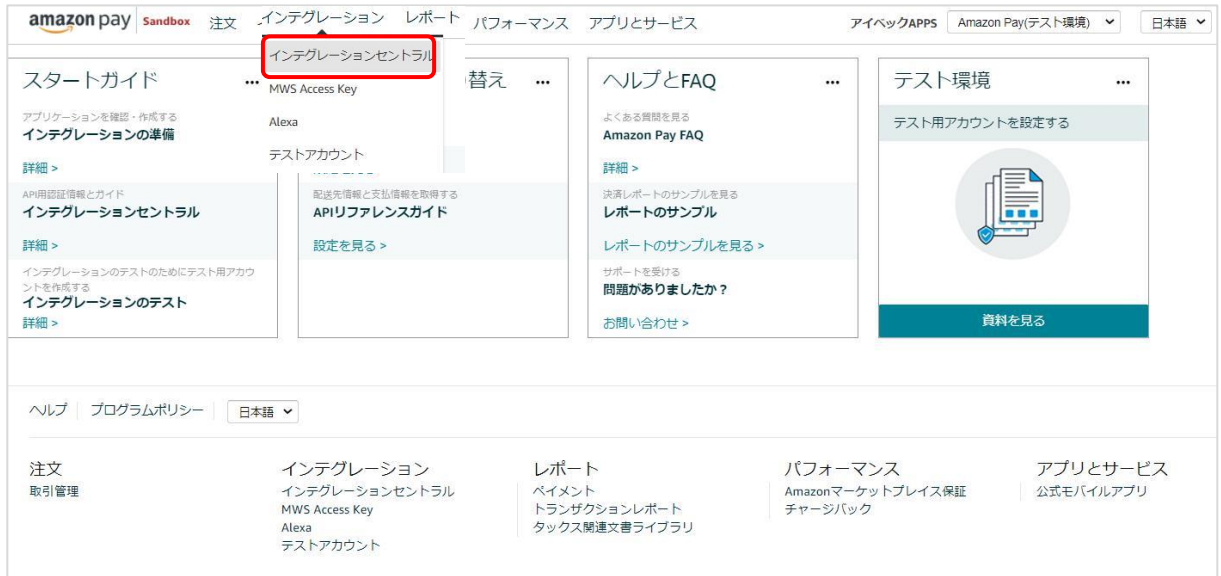 amazon pay Sandbox 注文 インテグレーション レポート パフォーマンス アプリとサービス アイベックAPPS Amazon Pay(テスト環境) 日本語
インテグレーションセントラル
MWS Access Key
Alexa
テストアカウント
スタートガイド ...
アプリケーションを確認・作成する
インテグレーションの準備
詳細 >
API用認証情報とガイド
インテグレーションセントラル
詳細 >
インテグレーションのテストのためにテスト用アカウ
ントを作成する
インテグレーションのテスト
詳細 >
替え ...
配送先情報と支払情報を取得する
APIリファレンスガイド
設定を見る >
ヘルプとFAQ ...
よくある質問を見る
Amazon Pay FAQ
詳細 >
決済レポートのサンプルを見る
レポートのサンプル
レポートのサンプルを見る >
サポートを受ける
問題がありましたか？
お問い合わせ >
テスト環境 ...
テスト用アカウントを設定する
資料を見る
ヘルプ プログラムポリシー 日本語
注文
取引管理
インテグレーション
インテグレーションセントラル
MWS Access Key
Alexa
テストアカウント
レポート
ペイメント
トランザクションレポート
タックス関連文書ライブラリ
パフォーマンス
Amazonマーケットプレイス保証
チャージバック
アプリとサービス
公式モバイルアプリ